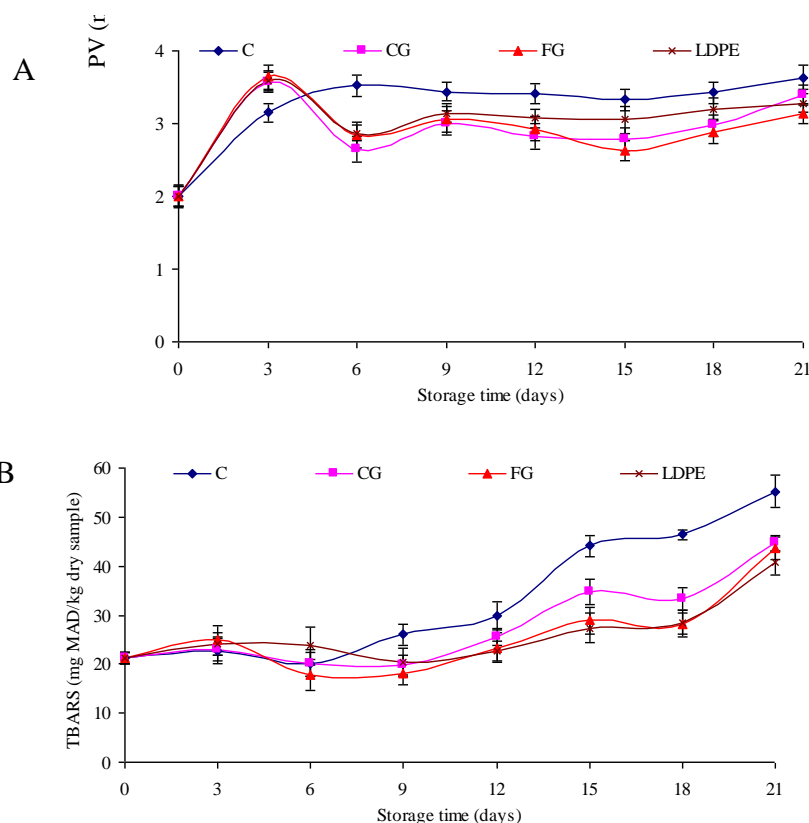 A
PV (
C CG FG LDPE
4
3
2
1
0
0 3 6 9 12 15 18 21
Storage time (days)
B
C CG FG LDPE
60
50
40
30
20
10
0
TBARS (mg MAD/kg dry sample)
0 3 6 9 12 15 18 21
Storage time (days)